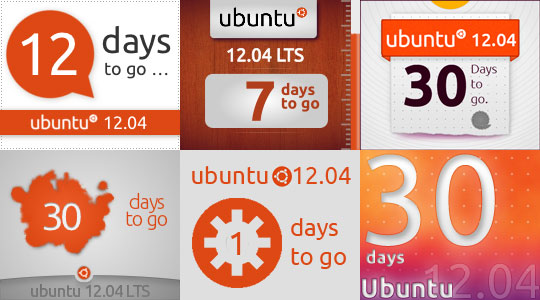 12 days
to go ...
ubuntu 12.04
ubuntu
12.04 LTS
7 days
to go
ubuntu 12.04
30 Days
to
go.
30 days
to go
ubuntu 12.04 LTS
ubuntu 12.04
1 days
to go
30
days
Ubuntu 12.04